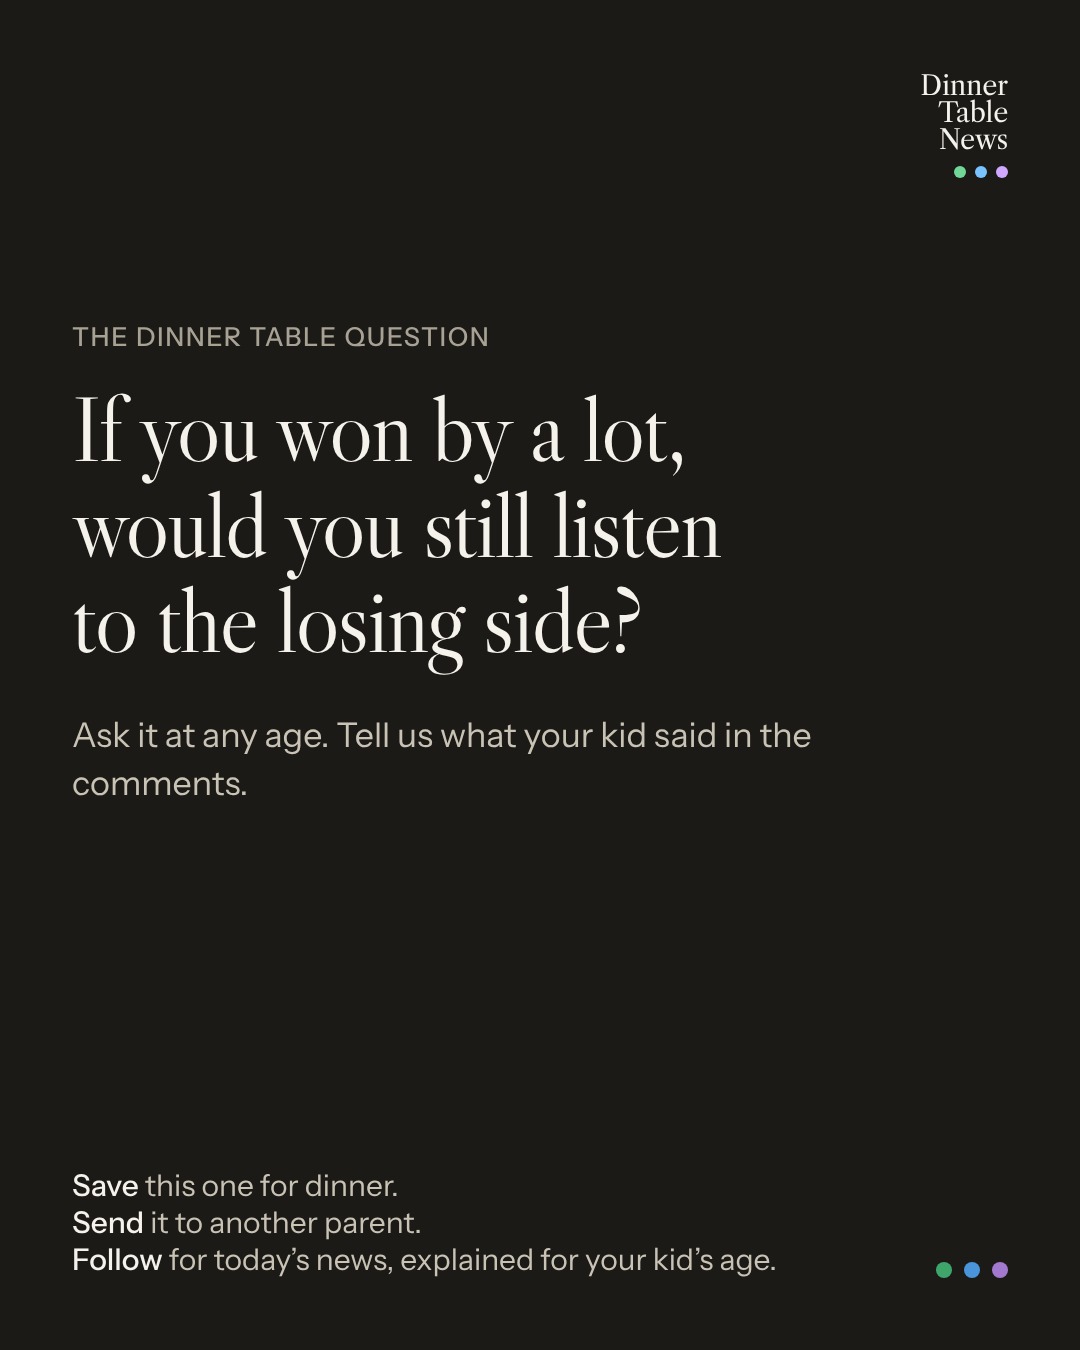 Dinner
Table
News
THE DINNER TABLE QUESTION
If you won by a lot,
would you still listen
to the losing side?
Ask it at any age. Tell us what your kid said in the
comments.
Save this one for dinner.
Send it to another parent.
Follow for today’s news, explained for your kid’s age.